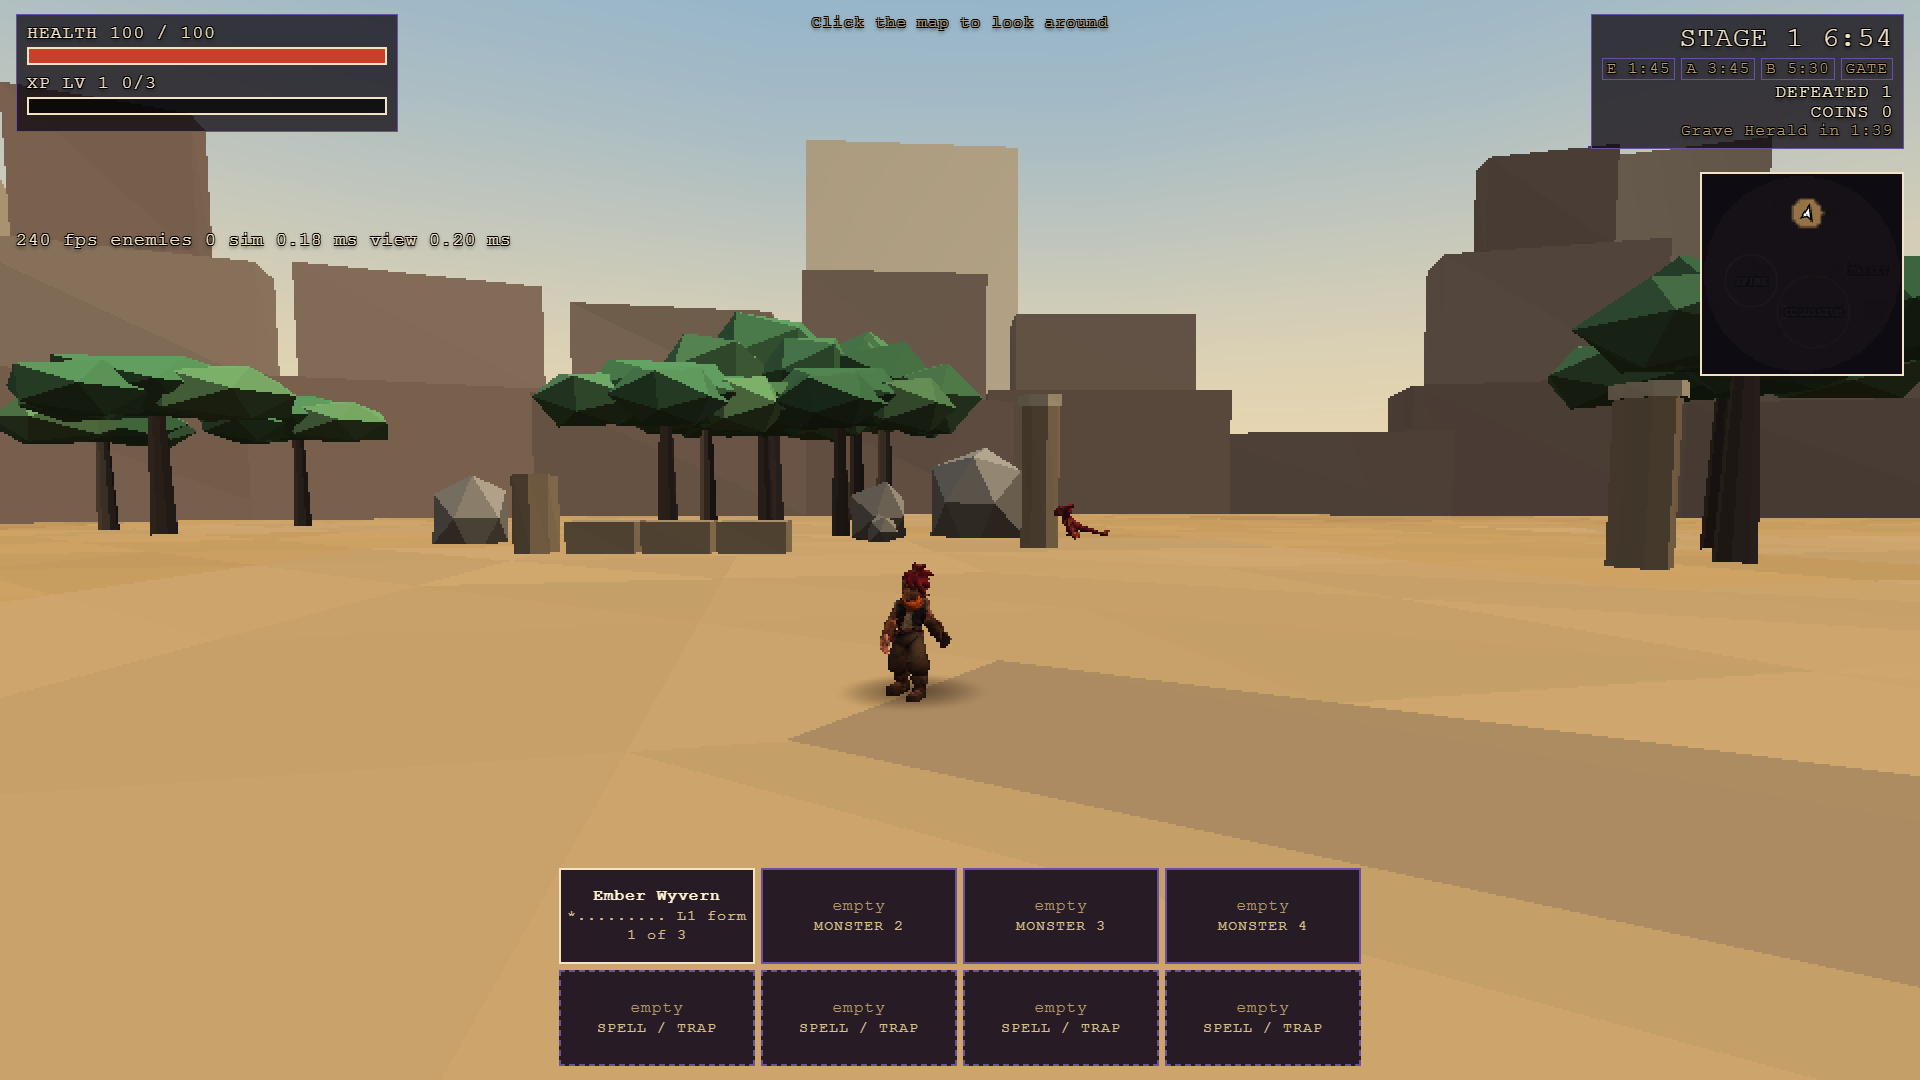 Click the map to look around
HEALTH 100 / 100
XP LV 1 0/3
STAGE 1 6:54
E 1:45 A 3:45 B 5:30 GATE
DEFEATED 1
COINS 0
Grave Herald in 1:39
240 fps enemies 0 sim 0.18 ms view 0.20 ms
Ember Wyvern
*......... L1 form
1 of 3
empty
MONSTER 2
empty
MONSTER 3
empty
MONSTER 4
empty
SPELL / TRAP
empty
SPELL / TRAP
empty
SPELL / TRAP
empty
SPELL / TRAP